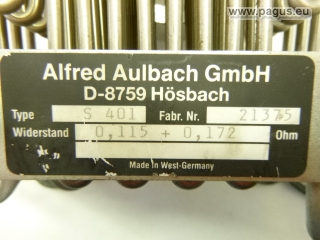 www.pagus.eu
Alfred Aulbach GmbH
D-8759 Hösbach
Type S 401 Fabr. Nr. 21375
Widerstand 0,115 + 0,172 Ohm
Made in West-Germany